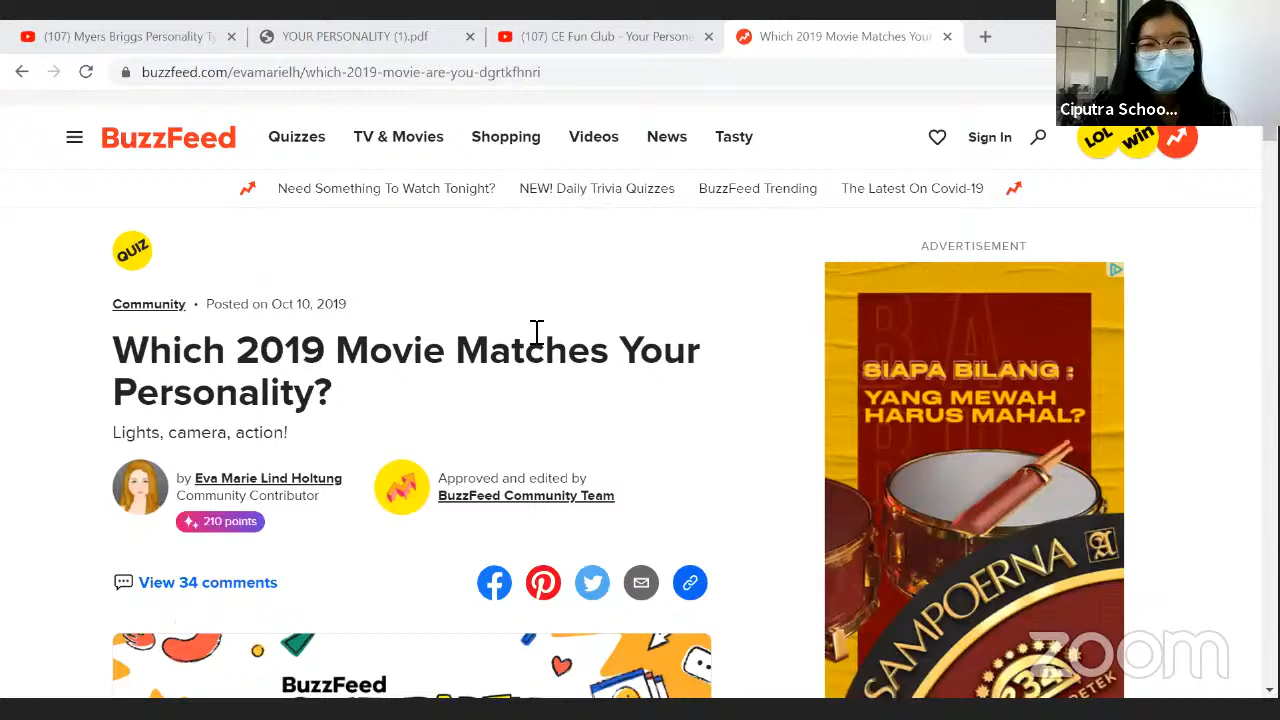 (107) Myers Briggs Personality Ty
YOUR PERSONALITY (1).pdf
(107) CE Fun Club - Your Person
Which 2019 Movie Matches Your
buzzfeed.com/evamarielh/which-2019-movie-are-you-dgrtkfhnri
Ciputra Schoo...
BuzzFeed
Quizzes
TV & Movies
Shopping
Videos
News
Tasty
Sign In
LOL
win
Need Something To Watch Tonight?
NEW! Daily Trivia Quizzes
BuzzFeed Trending
The Latest On Covid-19
QUIZ
ADVERTISEMENT
Community • Posted on Oct 10, 2019
Which 2019 Movie Matches Your
Personality?
Lights, camera, action!
by Eva Marie Lind Holtung
Community Contributor
210 points
Approved and edited by
BuzzFeed Community Team
View 34 comments
BuzzFeed
SIAPA BILANG :
YANG MEWAH
HARUS MAHAL?
SAMPOERNA
A
234
zoom